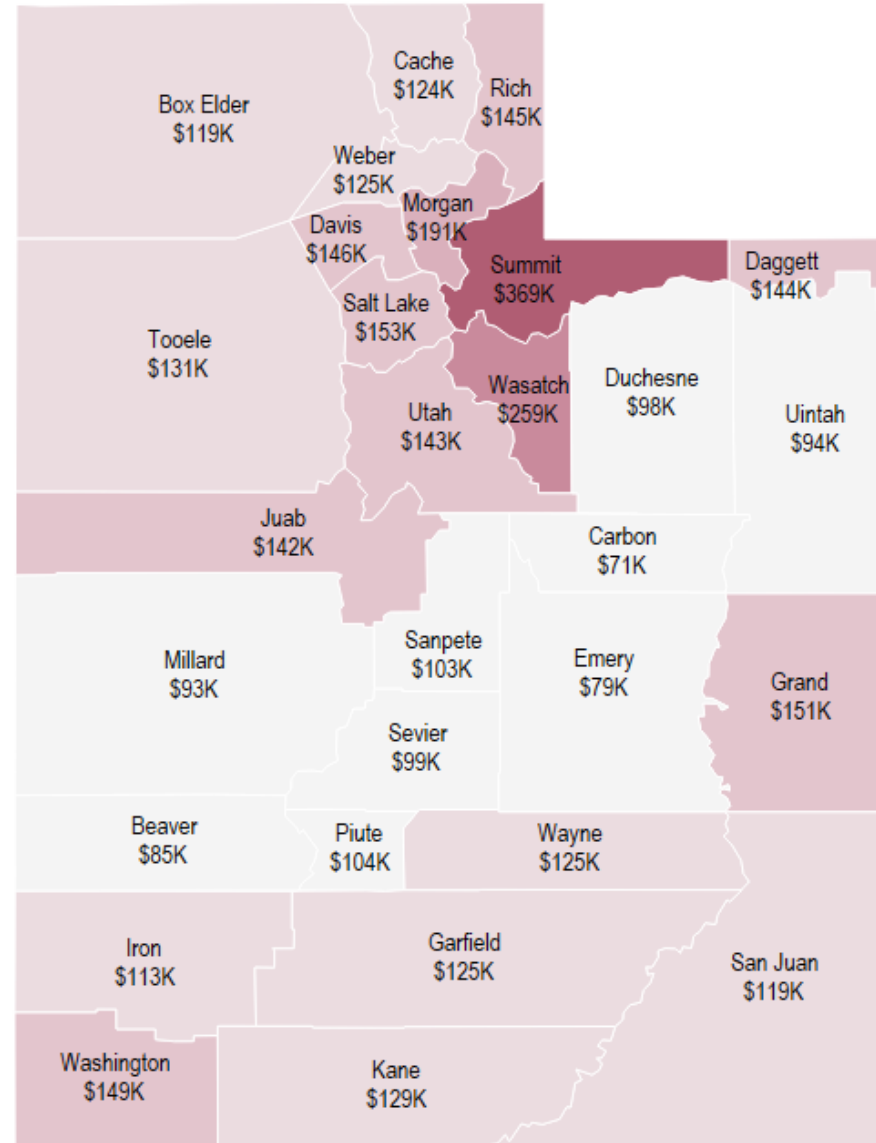 Cache
$124K
Rich
$145K
Box Elder
$119K
Weber
$125K
Morgan
$191K
Davis
$146K
Summit
$369K
Daggett
$144K
Salt Lake
$153K
Tooele
$131K
Wasatch
$259K
Duchesne
$98K
Utah
$143K
Uintah
$94K
Juab
$142K
Carbon
$71K
Sanpete
$103K
Millard
$93K
Emery
$79K
Grand
$151K
Sevier
$99K
Beaver
$85K
Piute
$104K
Wayne
$125K
Iron
$113K
Garfield
$125K
San Juan
$119K
Washington
$149K
Kane
$129K